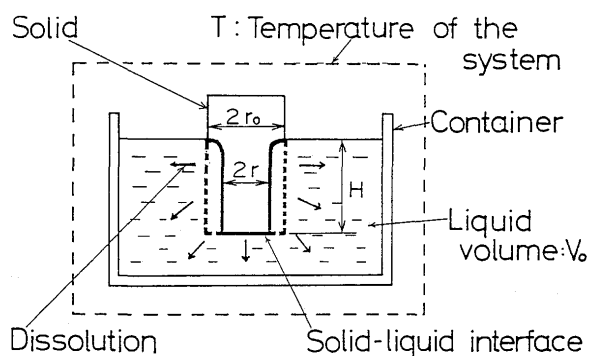 Solid
T : Temperature of the
system
2r₀
Container
2r
H
Liquid
volume:V₀
Dissolution
Solid-liquid interface